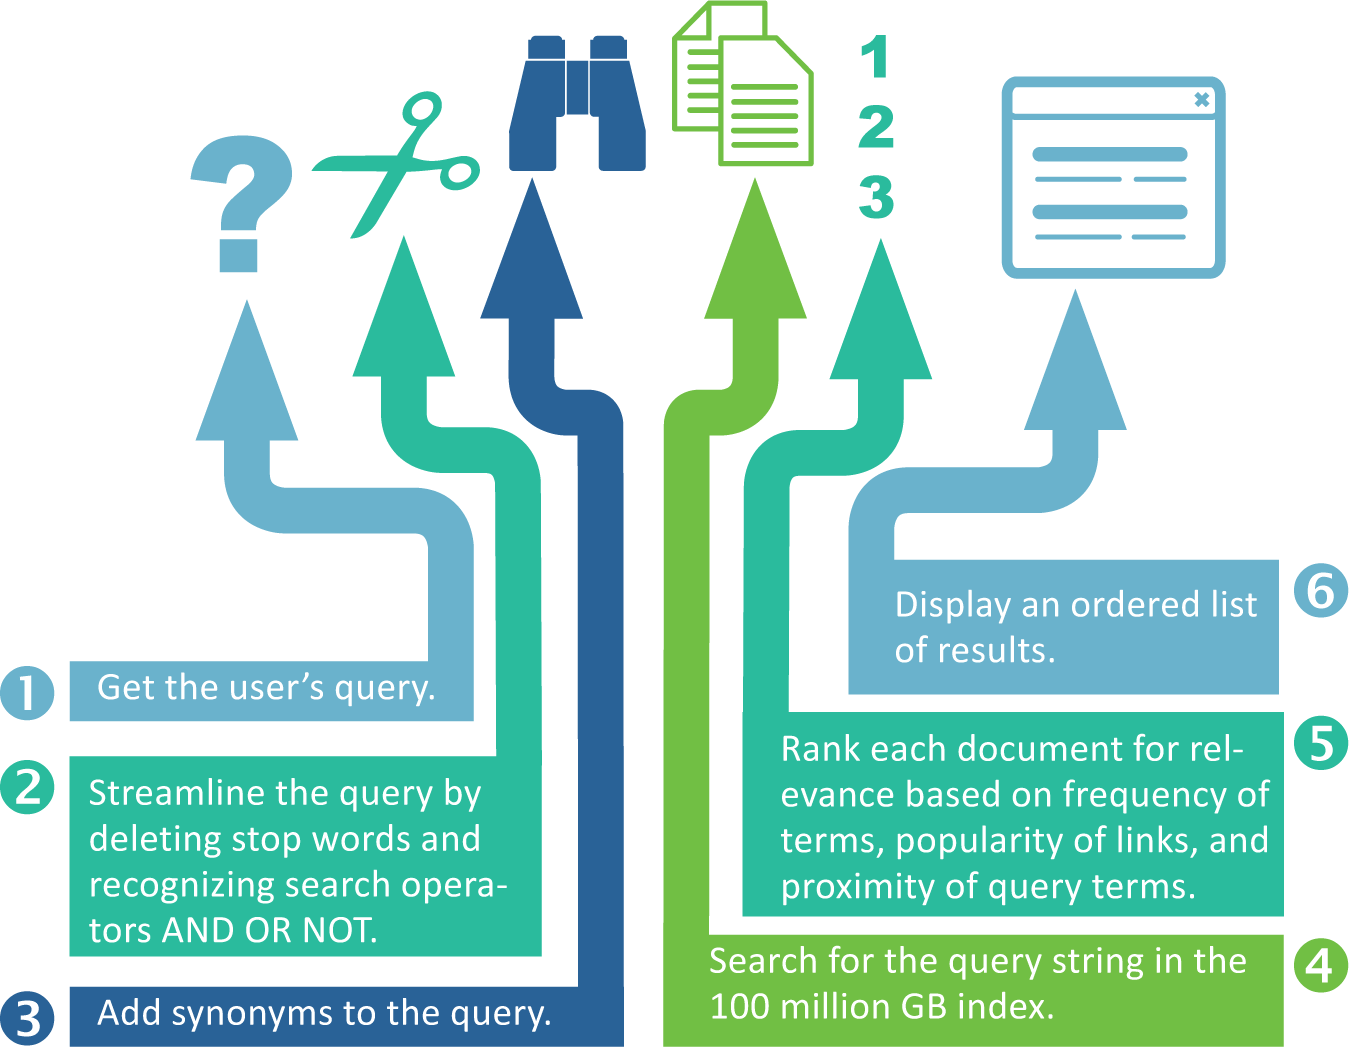 ?
1
2
3
1
Get the user’s query.
2
Streamline the query by
deleting stop words and
recognizing search opera-
tors AND OR NOT.
3
Add synonyms to the query.
4
Search for the query string in the
100 million GB index.
5
Rank each document for rel-
evance based on frequency of
terms, popularity of links, and
proximity of query terms.
6
Display an ordered list
of results.